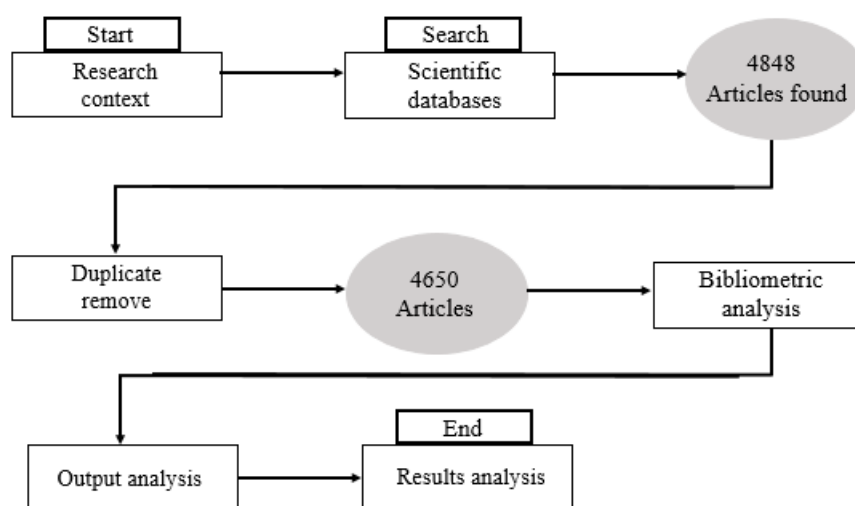 Start
Research
context
Search
Scientific
databases
4848
Articles found
Duplicate
remove
4650
Articles
Bibliometric
analysis
Output analysis
End
Results analysis